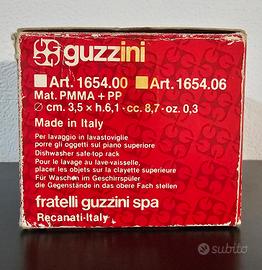 guzzini
Art. 1654.00 Art. 1654.06
Mat. PMMA + PP
Ø cm. 3,5 × h.6,1 - cc. 8,7 - oz. 0,3
Made in Italy
Per lavaggio in lavastoviglie
porre gli oggetti sul piano superiore
Dishwasher safe-top rack
Pour le lavage au lave-vaisselle,
placer les objets sur la clayette superieure
Für Waschen im Geschirrspüler
die Gegenstände in das obere Fach stellen
fratelli guzzini spa
Recanati-Italy
subito